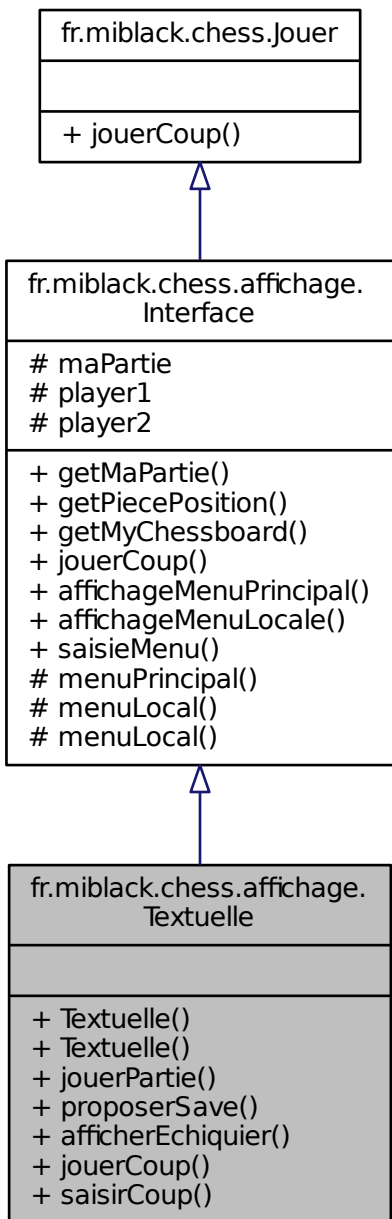 fr.miblack.chess.Jouer
+ jouerCoup()
fr.miblack.chess.affichage.
Interface
# maPartie
# player1
# player2
+ getMaPartie()
+ getPiecePosition()
+ getMyChessboard()
+ jouerCoup()
+ affichageMenuPrincipal()
+ affichageMenuLocale()
+ saisieMenu()
# menuPrincipal()
# menuLocal()
# menuLocal()
fr.miblack.chess.affichage.
Textuelle
+ Textuelle()
+ Textuelle()
+ jouerPartie()
+ proposerSave()
+ afficherEchiquier()
+ jouerCoup()
+ saisirCoup()